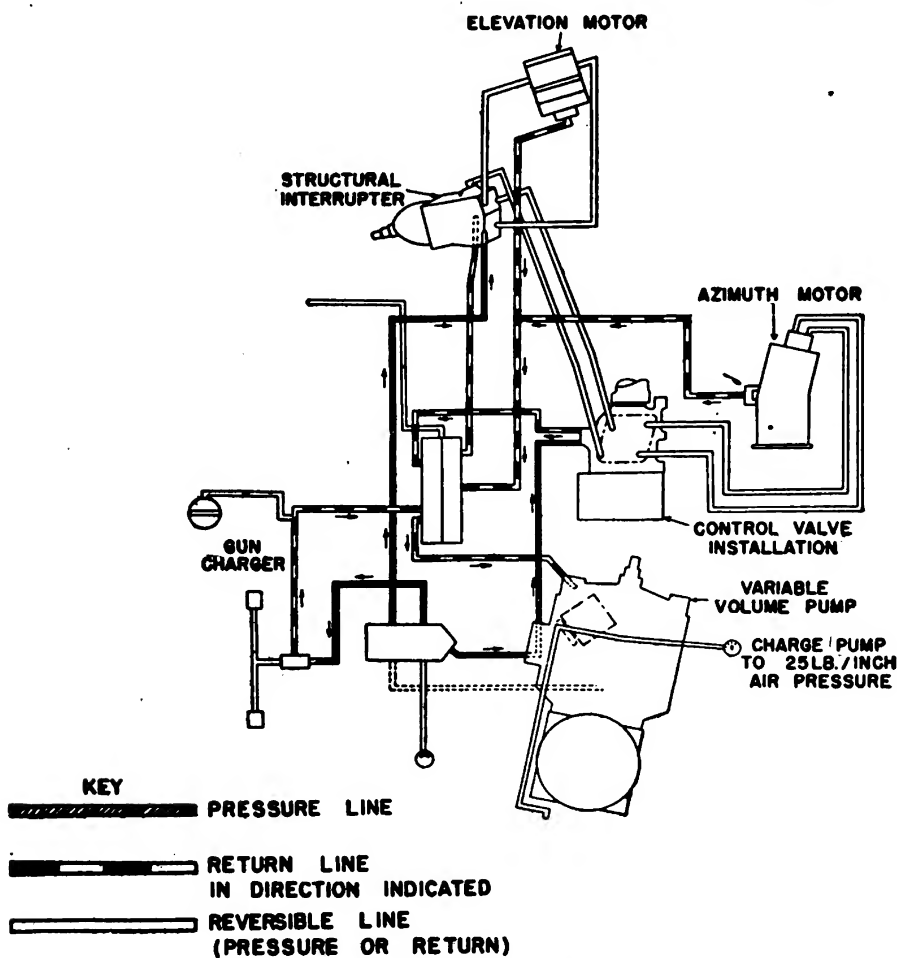 ELEVATION MOTOR
STRUCTURAL
INTERRUPTER
AZIMUTH MOTOR
GUN
CHARGER
CONTROL VALVE
INSTALLATION
VARIABLE
VOLUME PUMP
CHARGE PUMP
TO 25LB./INCH
AIR PRESSURE
KEY
PRESSURE LINE
RETURN LINE
IN DIRECTION INDICATED
REVERSIBLE LINE
(PRESSURE OR RETURN)